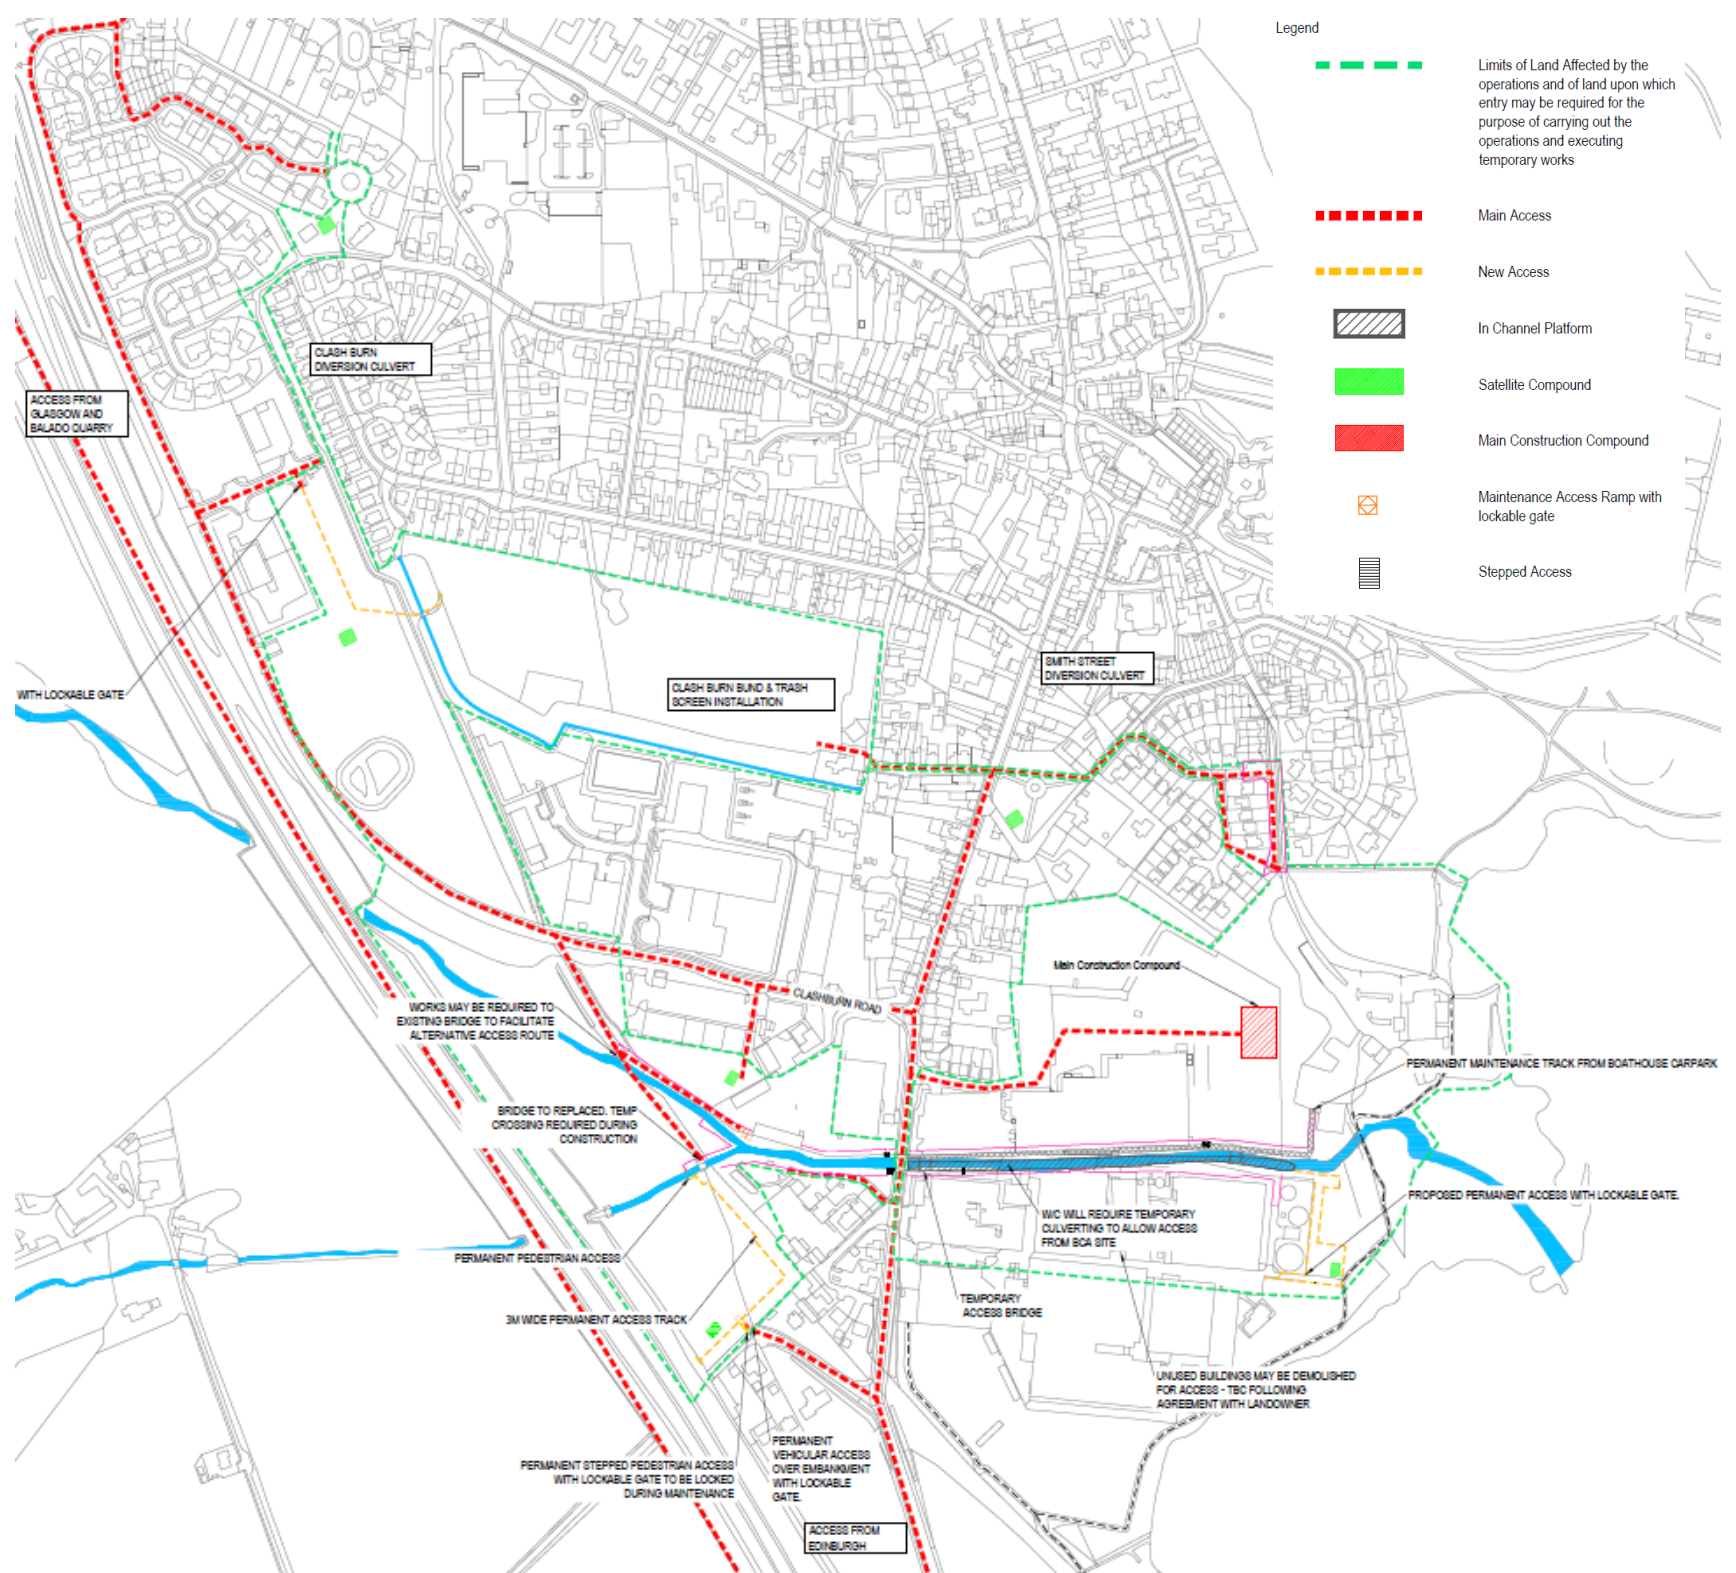 Legend
Limits of Land Affected by the
operations and of land upon which
entry may be required for the
purpose of carrying out the
operations and executing
temporary works
Main Access
New Access
In Channel Platform
Satellite Compound
Main Construction Compound
Maintenance Access Ramp with
lockable gate
Stepped Access
CLASH BURN
DIVERSION CULVERT
ACCESS FROM
GLASGOW AND
BALADO QUARRY
WITH LOCKABLE GATE
SMITH STREET
DIVERSION CULVERT
CLASH BURN BUND & TRASH
SCREEN INSTALLATION
Main Construction Compound
CLASHBURN ROAD
WORKS MAY BE REQUIRED TO
EXISTING BRIDGE TO FACILITATE
ALTERNATIVE ACCESS ROUTE
PERMANENT MAINTENANCE TRACK FROM BOATHOUSE CARPARK
BRIDGE TO REPLACED. TEMP
CROSSING REQUIRED DURING
CONSTRUCTION
PROPOSED PERMANENT ACCESS WITH LOCKABLE GATE.
W/C WILL REQUIRE TEMPORARY
CULVERTING TO ALLOW ACCESS
FROM BCA SITE
PERMANENT PEDESTRIAN ACCESS
TEMPORARY
ACCESS BRIDGE
3M WIDE PERMANENT ACCESS TRACK
UNUSED BUILDINGS MAY BE DEMOLISHED
FOR ACCESS - TBC FOLLOWING
AGREEMENT WITH LANDOWNER
PERMANENT
VEHICULAR ACCESS
OVER EMBANKMENT
WITH LOCKABLE
GATE.
PERMANENT STEPPED PEDESTRIAN ACCESS
WITH LOCKABLE GATE TO BE LOCKED
DURING MAINTENANCE
ACCESS FROM
EDINBURGH